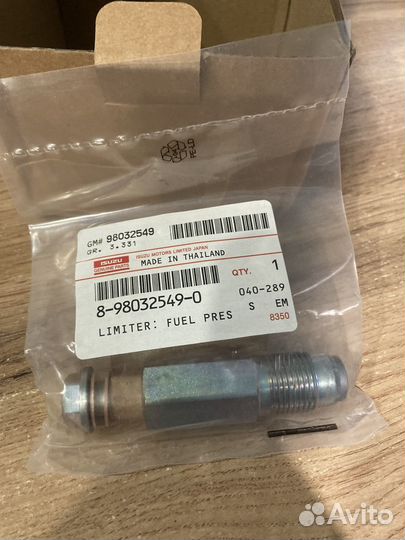 GM# 98032549
GR. 3.331
ISUZU
GENUINE PARTS
ISUZU MOTORS LIMITED JAPAN
MADE IN THAILAND
QTY. 1
8-98032549-0
040-289
S EM
LIMITER: FUEL PRES
8350
Avito